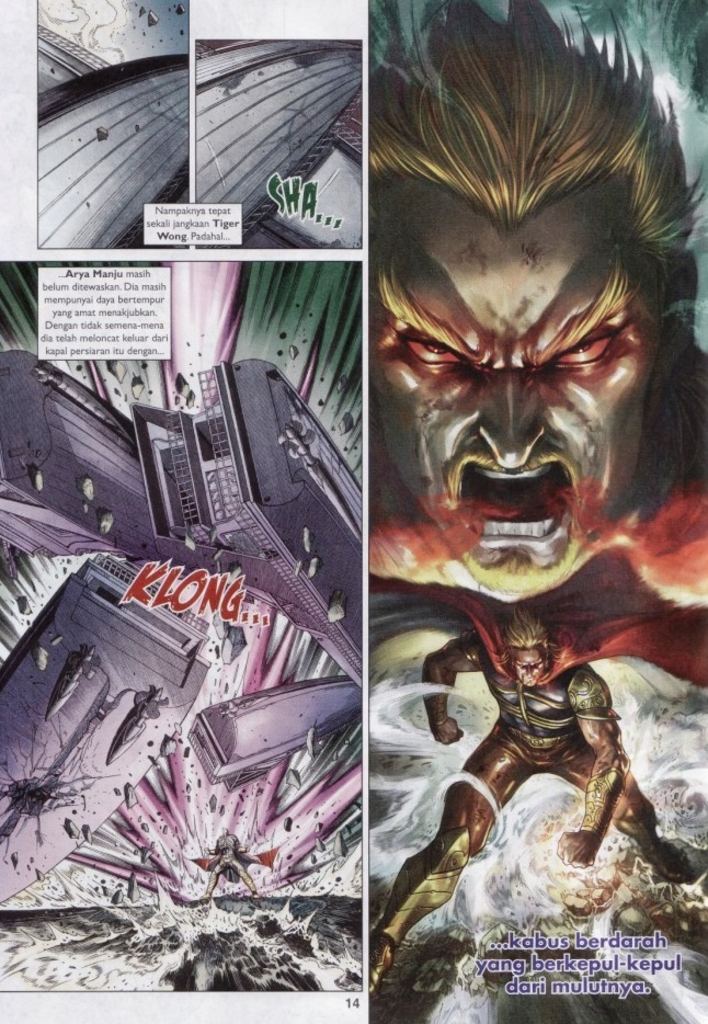 SHA...
Nampaknya tepat
sekali jangkaan Tiger
Wong. Padahal...
...Arya Manju masih
belum ditewaskan. Dia masih
mempunyai daya bertempur
yang amat menakjubkan.
Dengan tidak semena-mena
dia telah meloncat keluar dari
kapal persiaran itu dengan...
KLONG...
...kabus berdarah
yang berkepul-kepul
dari mulutnya.
14